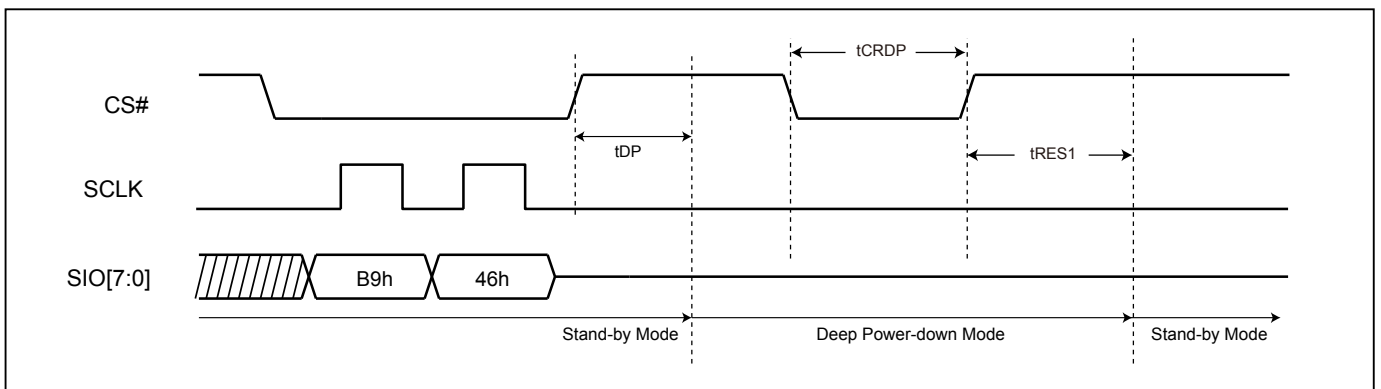 tCRDP
CS#
tDP
tRES1
SCLK
SIO[7:0]
B9h
46h
Stand-by Mode
Deep Power-down Mode
Stand-by Mode